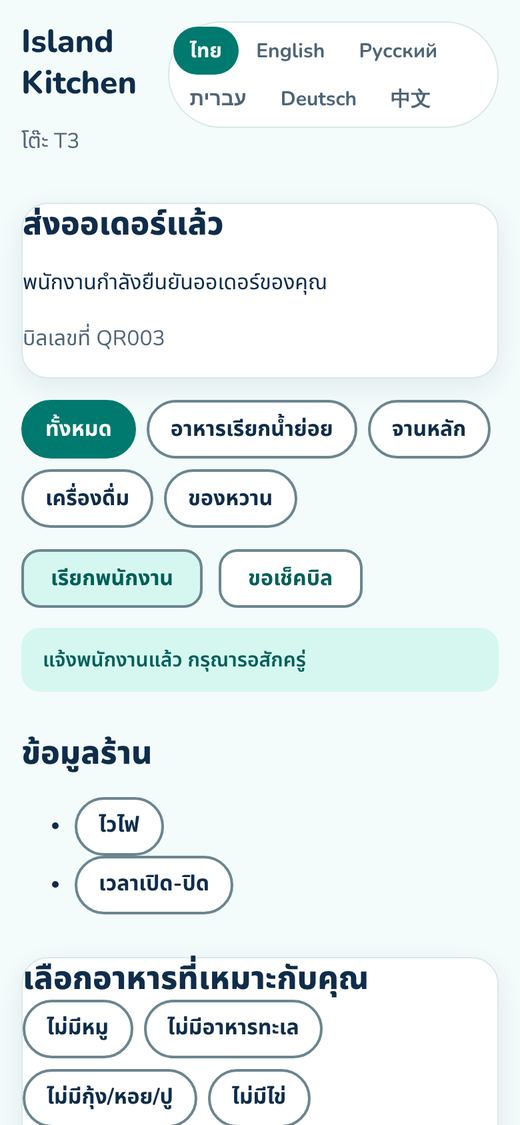 Island
Kitchen
โต๊ะ T3
ไทย English Русский
עברית Deutsch 中文
ส่งออเดอร์แล้ว
พนักงานกำลังยืนยันออเดอร์ของคุณ
บิลเลขที่ QR003
ทั้งหมด อาหารเรียกน้ำย่อย จานหลัก
เครื่องดื่ม ของหวาน
เรียกพนักงาน ขอเช็คบิล
แจ้งพนักงานแล้ว กรุณารอสักครู่
ข้อมูลร้าน
ไวไฟ
เวลาเปิด-ปิด
เลือกอาหารที่เหมาะกับคุณ
ไม่มีหมู ไม่มีอาหารทะเล
ไม่มีกุ้ง/หอย/ปู ไม่มีไข่